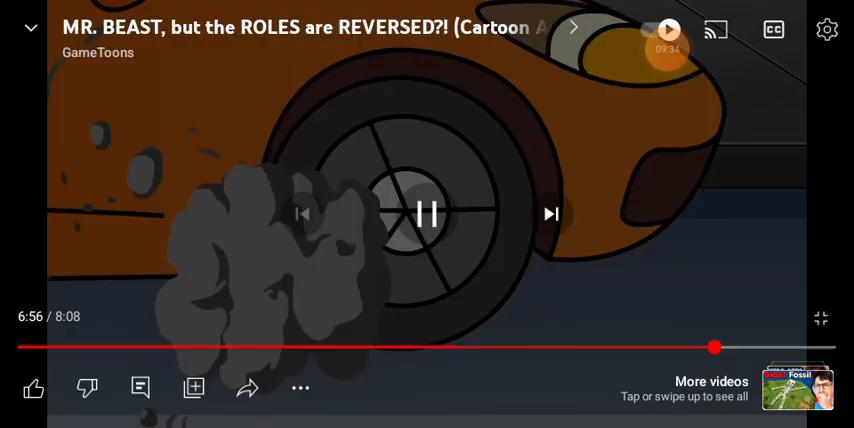 MR. BEAST, but the ROLES are REVERSED?! (Cartoon A
GameToons
09:34
CC
6:56 / 8:08
More videos
Tap or swipe up to see all
Fossil